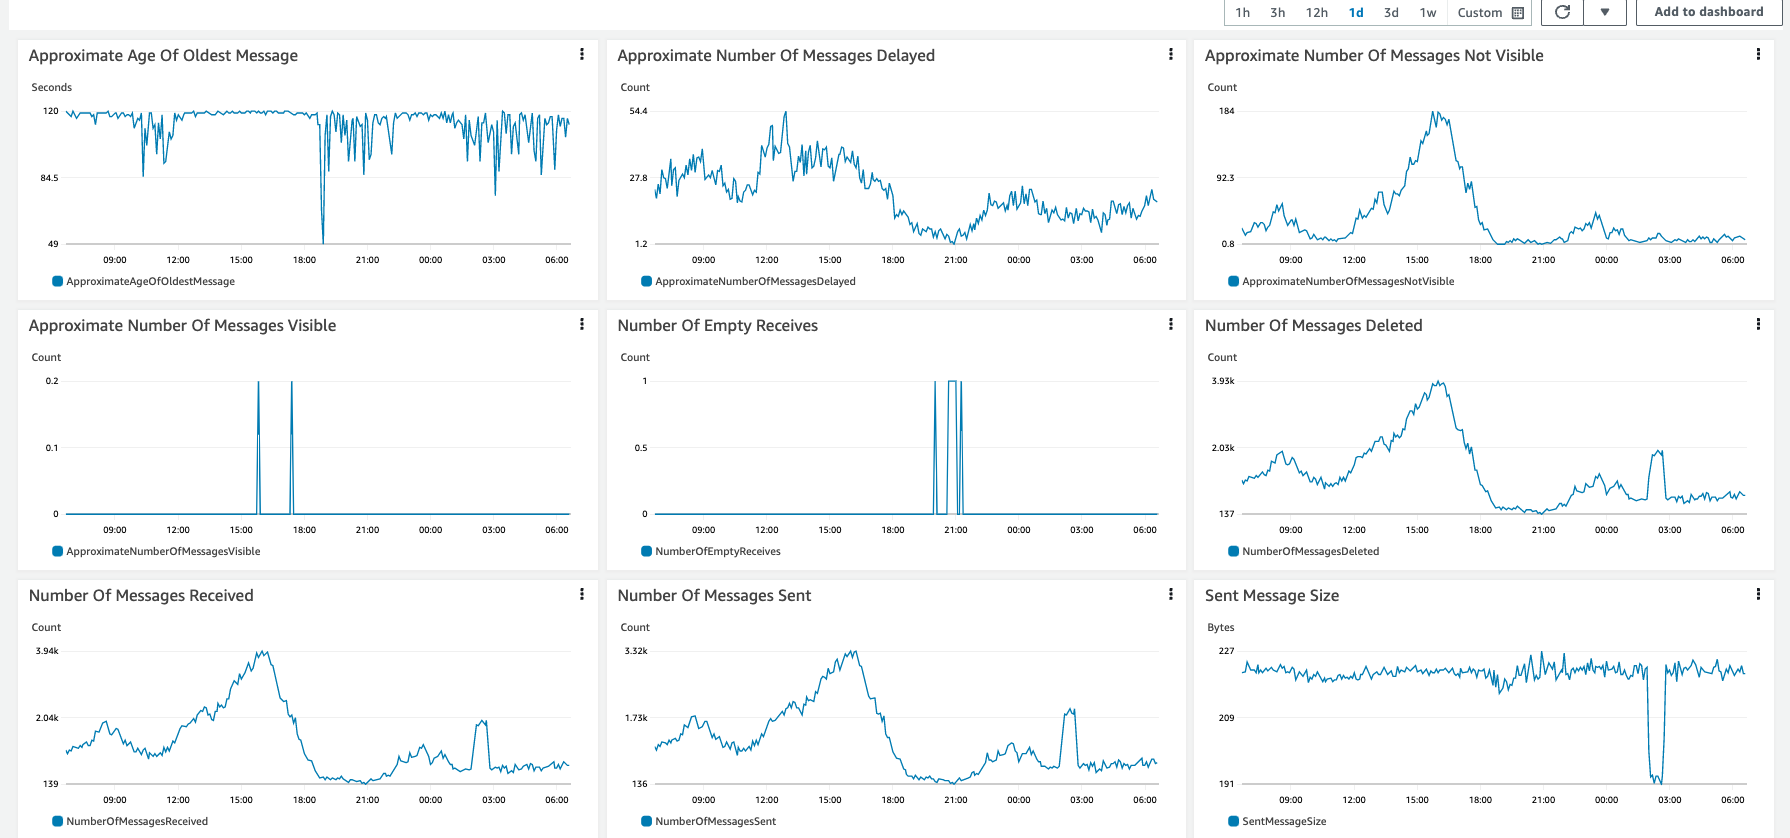 1h 3h 12h 1d 3d 1w Custom Add to dashboard
Approximate Age Of Oldest Message
Seconds
120
84.5
49
09:00 12:00 15:00 18:00 21:00 00:00 03:00 06:00
ApproximateAgeOfOldestMessage
Approximate Number Of Messages Delayed
Count
54.4
27.8
1.2
09:00 12:00 15:00 18:00 21:00 00:00 03:00 06:00
ApproximateNumberOfMessagesDelayed
Approximate Number Of Messages Not Visible
Count
184
92.3
0.8
09:00 12:00 15:00 18:00 21:00 00:00 03:00 06:00
ApproximateNumberOfMessagesNotVisible
Approximate Number Of Messages Visible
Count
0.2
0.1
0
09:00 12:00 15:00 18:00 21:00 00:00 03:00 06:00
ApproximateNumberOfMessagesVisible
Number Of Empty Receives
Count
1
0.5
0
09:00 12:00 15:00 18:00 21:00 00:00 03:00 06:00
NumberOfEmptyReceives
Number Of Messages Deleted
Count
3.93k
2.03k
137
09:00 12:00 15:00 18:00 21:00 00:00 03:00 06:00
NumberOfMessagesDeleted
Number Of Messages Received
Count
3.94k
2.04k
139
09:00 12:00 15:00 18:00 21:00 00:00 03:00 06:00
NumberOfMessagesReceived
Number Of Messages Sent
Count
3.32k
1.73k
136
09:00 12:00 15:00 18:00 21:00 00:00 03:00 06:00
NumberOfMessagesSent
Sent Message Size
Bytes
227
209
191
09:00 12:00 15:00 18:00 21:00 00:00 03:00 06:00
SentMessageSize